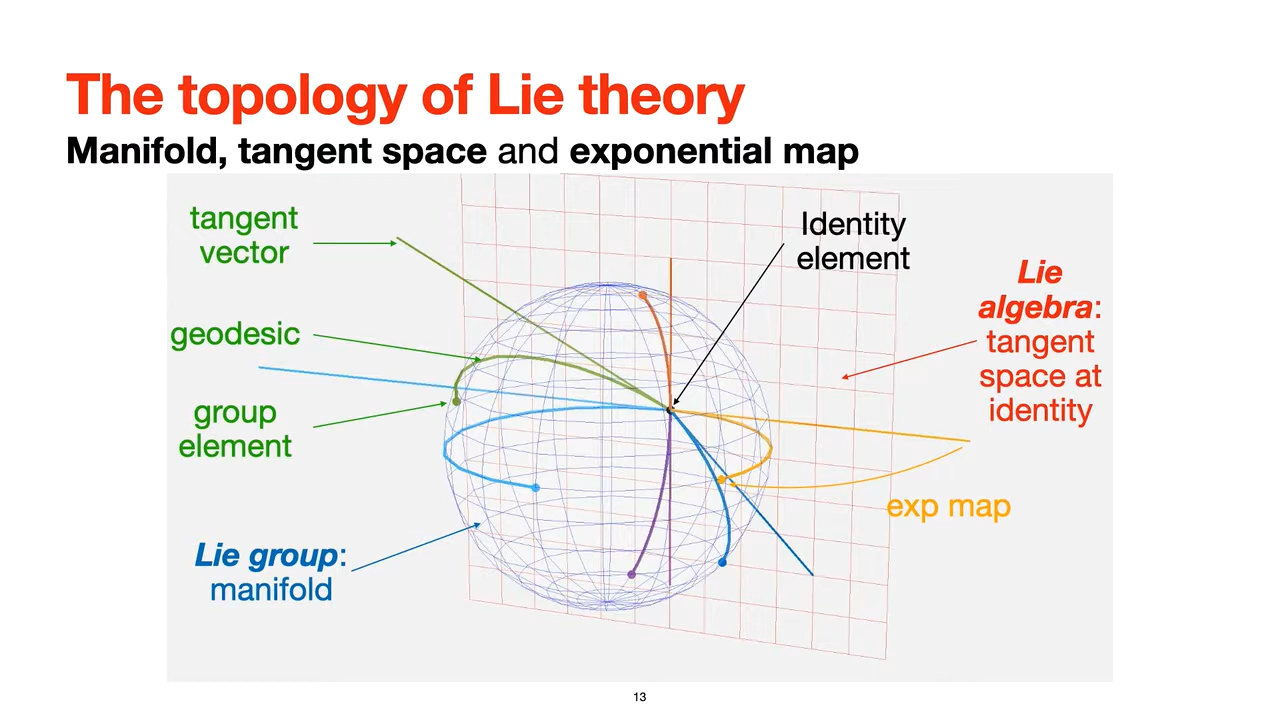 The topology of Lie theory
Manifold, tangent space and exponential map
tangent
vector
geodesic
group
element
Lie group:
manifold
Identity
element
Lie
algebra:
tangent
space at
identity
exp map
13